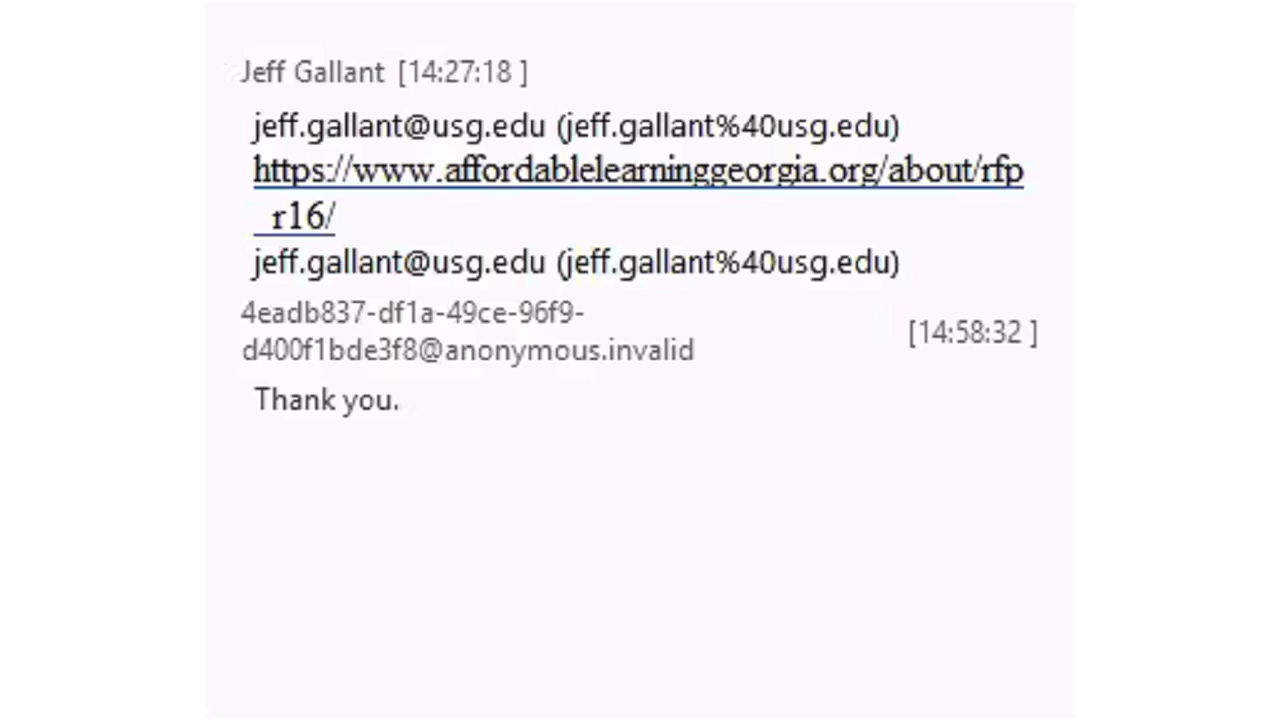 Jeff Gallant [14:27:18 ]
jeff.gallant@usg.edu (jeff.gallant%40usg.edu)
https://www.affordablelearninggeorgia.org/about/rfp
_r16/
jeff.gallant@usg.edu (jeff.gallant%40usg.edu)
4eadb837-df1a-49ce-96f9-
d400f1bde3f8@anonymous.invalid
[14:58:32 ]
Thank you.